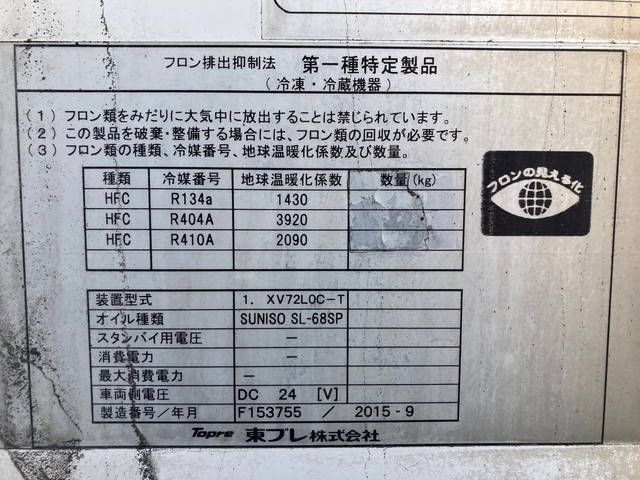 フロン排出抑制法 第一種特定製品
(冷凍・冷蔵機器)
(1) フロン類をみだりに大気中に放出することは禁じられています。
(2) この製品を破棄・整備する場合には、フロン類の回収が必要です。
(3) フロン類の種類、冷媒番号、地球温暖化係数及び数量。
種類 冷媒番号 地球温暖化係数 数量(kg)
HFC R134a 1430
HFC R404A 3920
HFC R410A 2090
フロンの見える化
装置型式 1. XV72LOC-T
オイル種類 SUNISO SL-68SP
スタンバイ用電圧 -
消費電力 -
最大消費電力 -
車両側電圧 DC 24 [V]
製造番号/年月 F153755 / 2015-9
Topre 東プレ株式会社